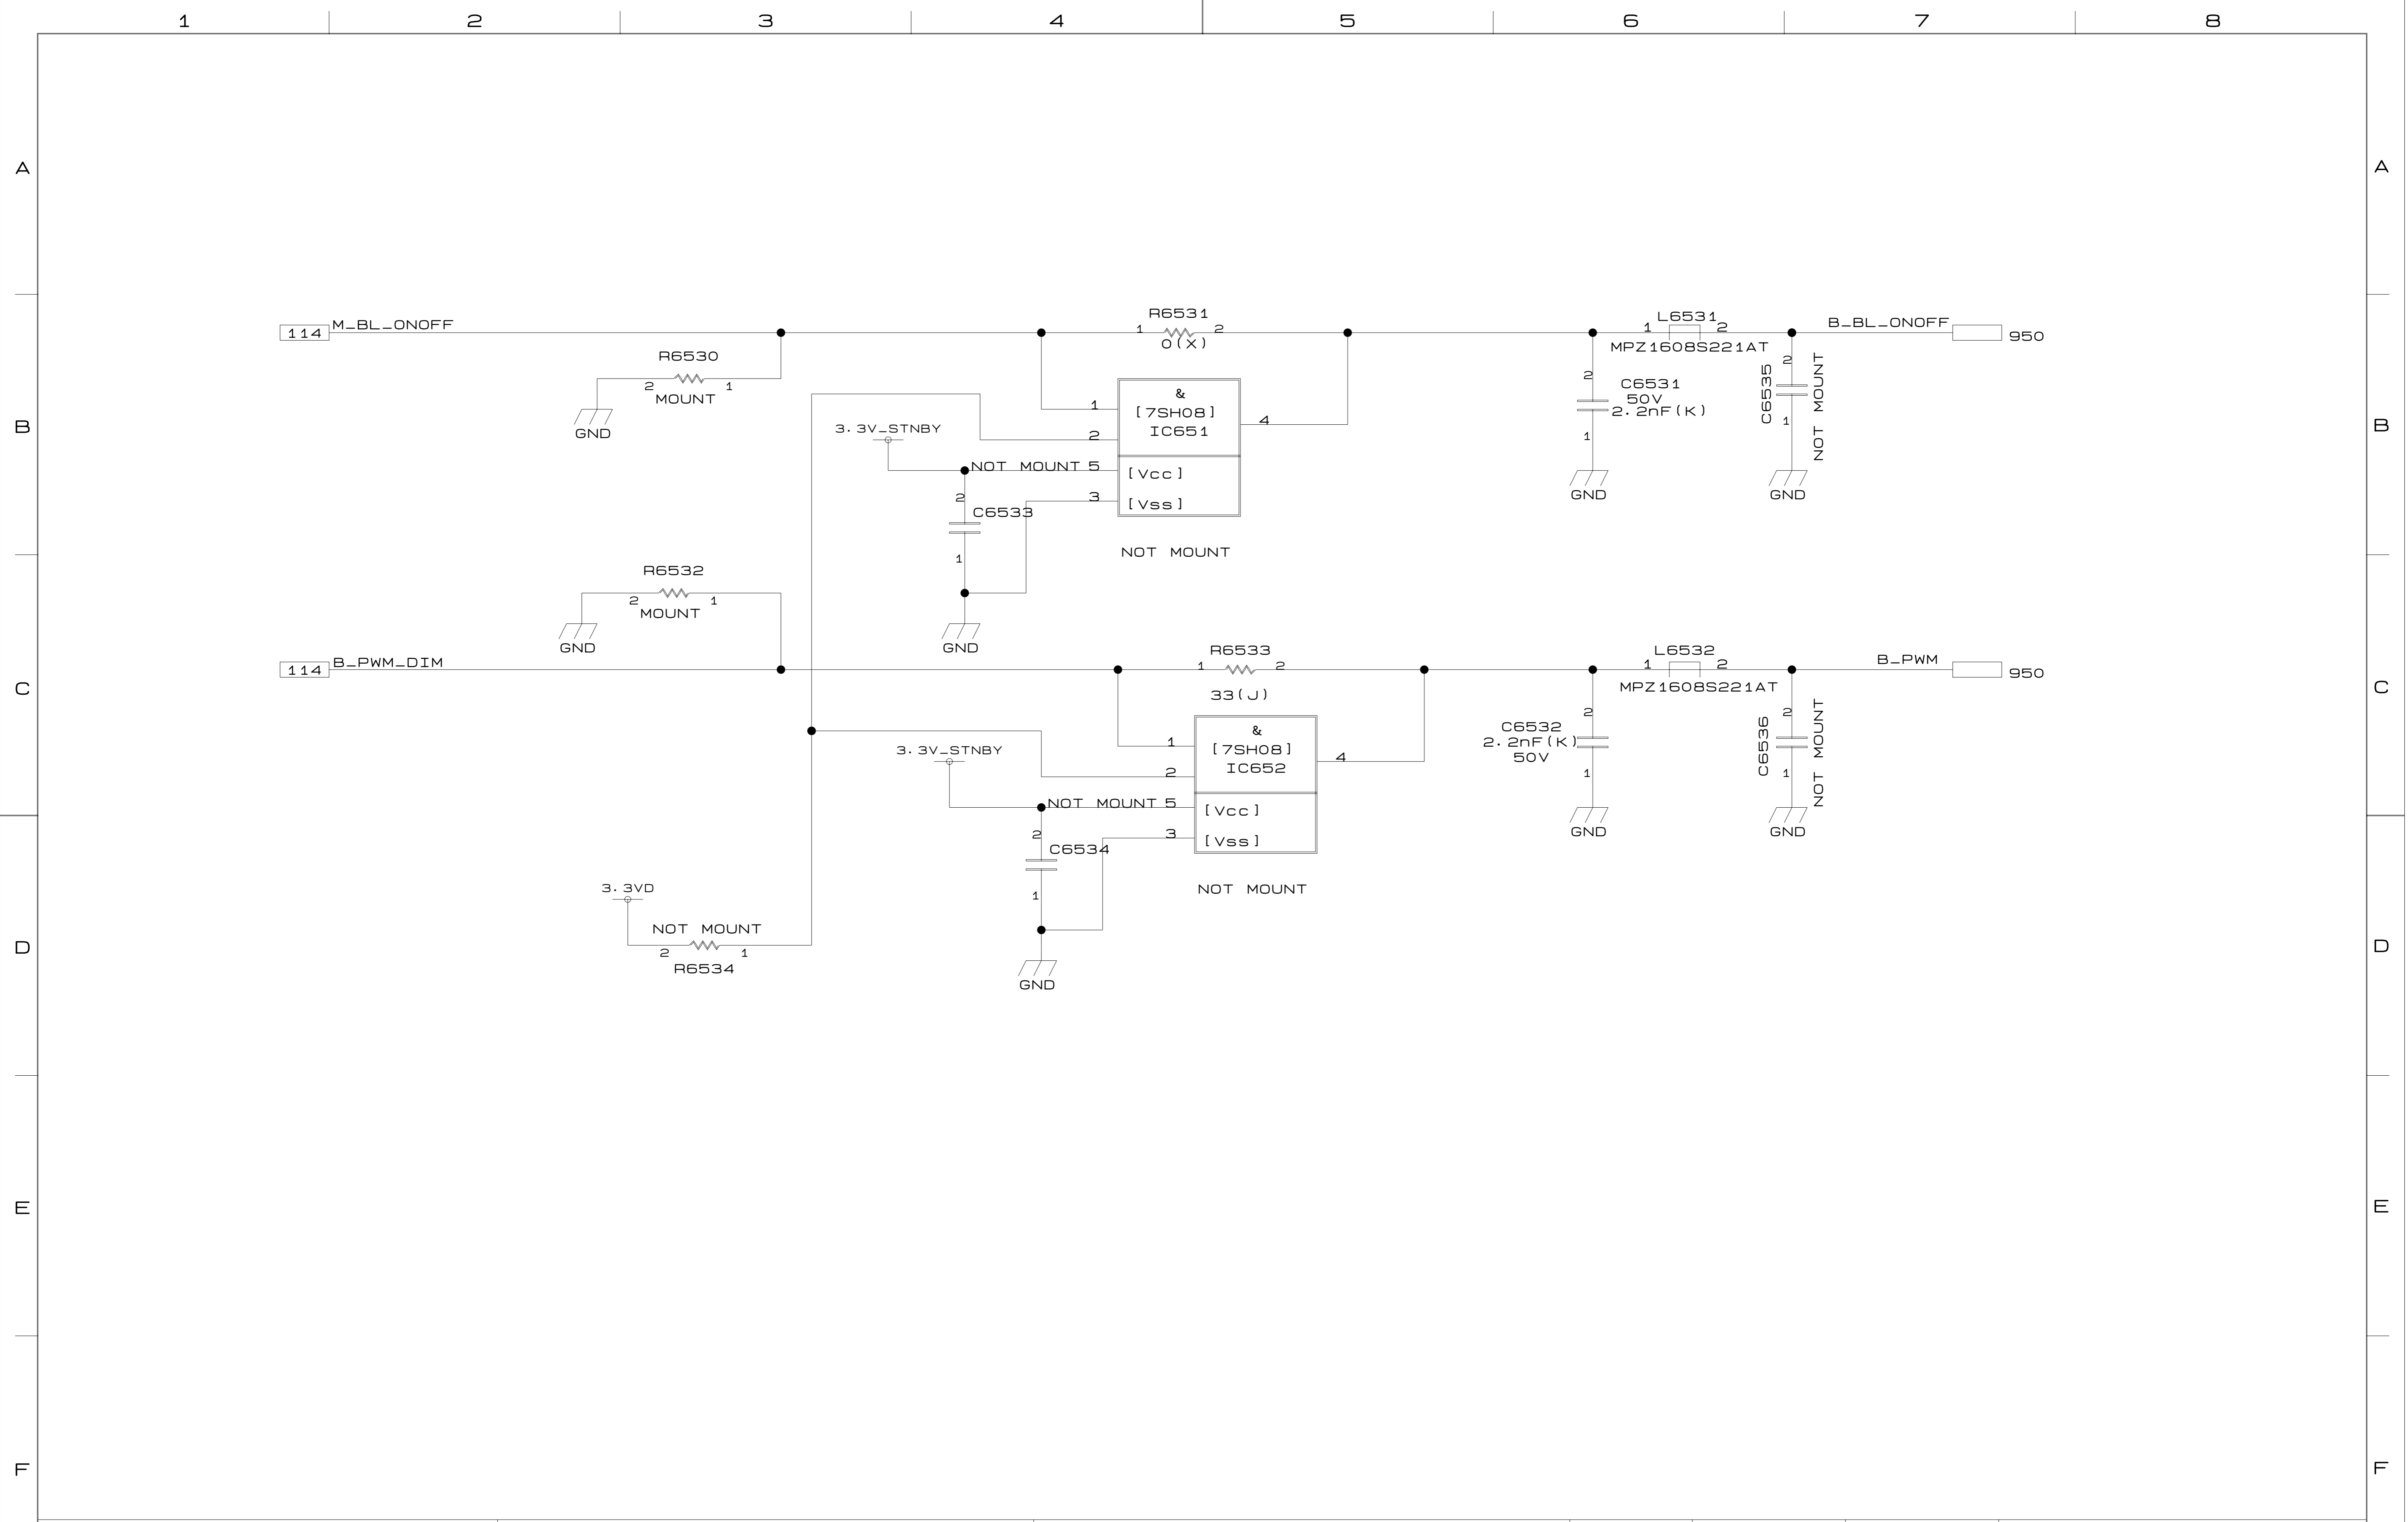 1 2 3 4 5 6 7 8
A A
R6531
M_BL_ONOFF
114
1 2
0(X)
L6531
1 2
MPZ1608S221AT
B_BL_ONOFF
950
R6530
2 1
MOUNT
GND
&
[7SH08]
IC651
1
2
4
NOT MOUNT 5
[Vcc]
3
[Vss]
NOT MOUNT
3.3V_STNBY
2
C6533
1
GND
2
C6531
50V
2.2nF(K)
1
GND
2
C6535
NOT MOUNT
1
GND
B B
R6532
2 1
MOUNT
GND
114
B_PWM_DIM
R6533
1 2
33(J)
L6532
1 2
MPZ1608S221AT
B_PWM
950
C C
&
[7SH08]
IC652
1
2
4
NOT MOUNT 5
[Vcc]
3
[Vss]
NOT MOUNT
3.3V_STNBY
2
C6534
1
GND
2
C6532
2.2nF(K)
50V
1
GND
2
C6536
NOT MOUNT
1
GND
3.3VD
NOT MOUNT
2 1
R6534
D D
E E
F F